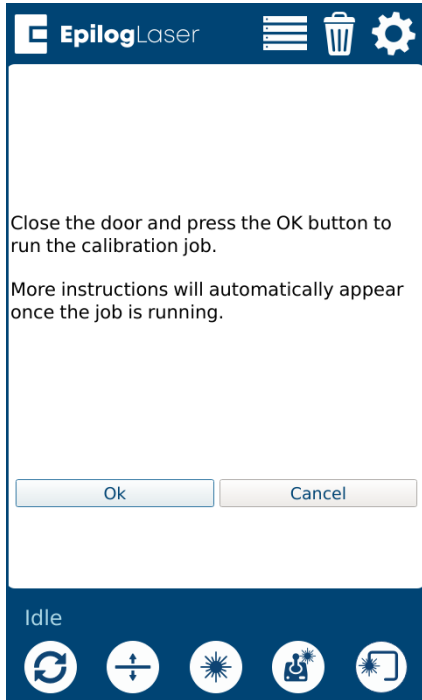 EpilogLaser
Close the door and press the OK button to
run the calibration job.
More instructions will automatically appear
once the job is running.
Ok
Cancel
Idle